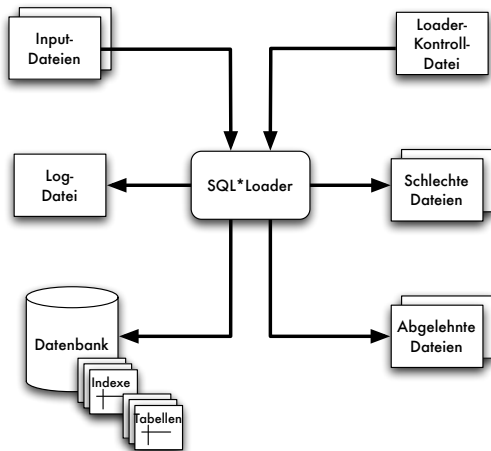 Input-
Dateien
Loader-
Kontroll-
Datei
Log-
Datei
SQL*Loader
Schlechte
Dateien
Datenbank
Indexe
Tabellen
Abgelehnte
Dateien